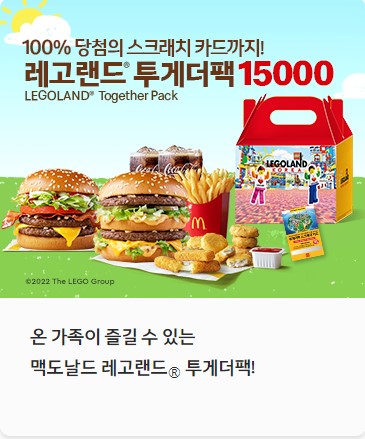 100% 당첨의 스크래치 카드까지!
레고랜드® 투게더팩 15000
LEGOLAND® Together Pack
LEGOLAND
KOREA
©2022 The LEGO Group
온 가족이 즐길 수 있는
맥도날드 레고랜드® 투게더팩!